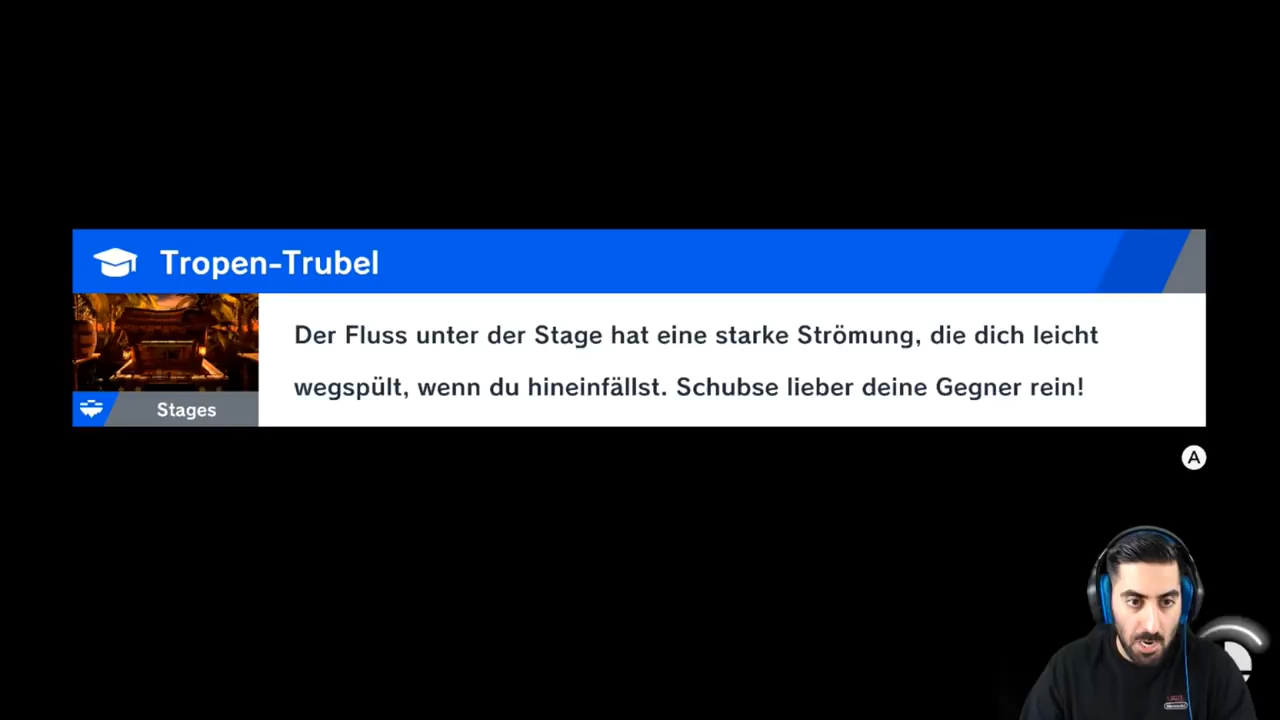 Tropen-Trubel
Der Fluss unter der Stage hat eine starke Strömung, die dich leicht
wegspült, wenn du hineinfällst. Schubse lieber deine Gegner rein!
Stages
A